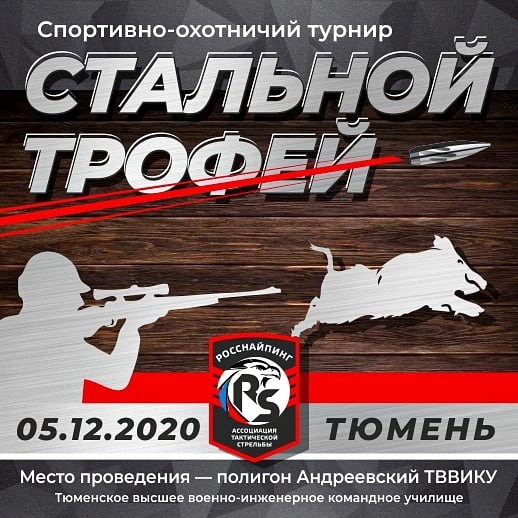 Спортивно-охотничий турнир
СТАЛЬНОЙ
ТРОФЕЙ
РОССНАЙПИНГ
RS
АССОЦИАЦИЯ
ТАКТИЧЕСКОЙ
СТРЕЛЬБЫ
05.12.2020
ТЮМЕНЬ
Место проведения — полигон Андреевский ТВВИКУ
Тюменское высшее военно-инженерное командное училище